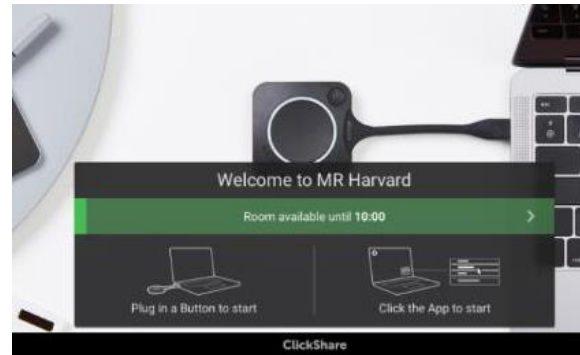 Welcome to MR Harvard
Room available until 10:00
Plug in a Button to start
Click the App to start
ClickShare